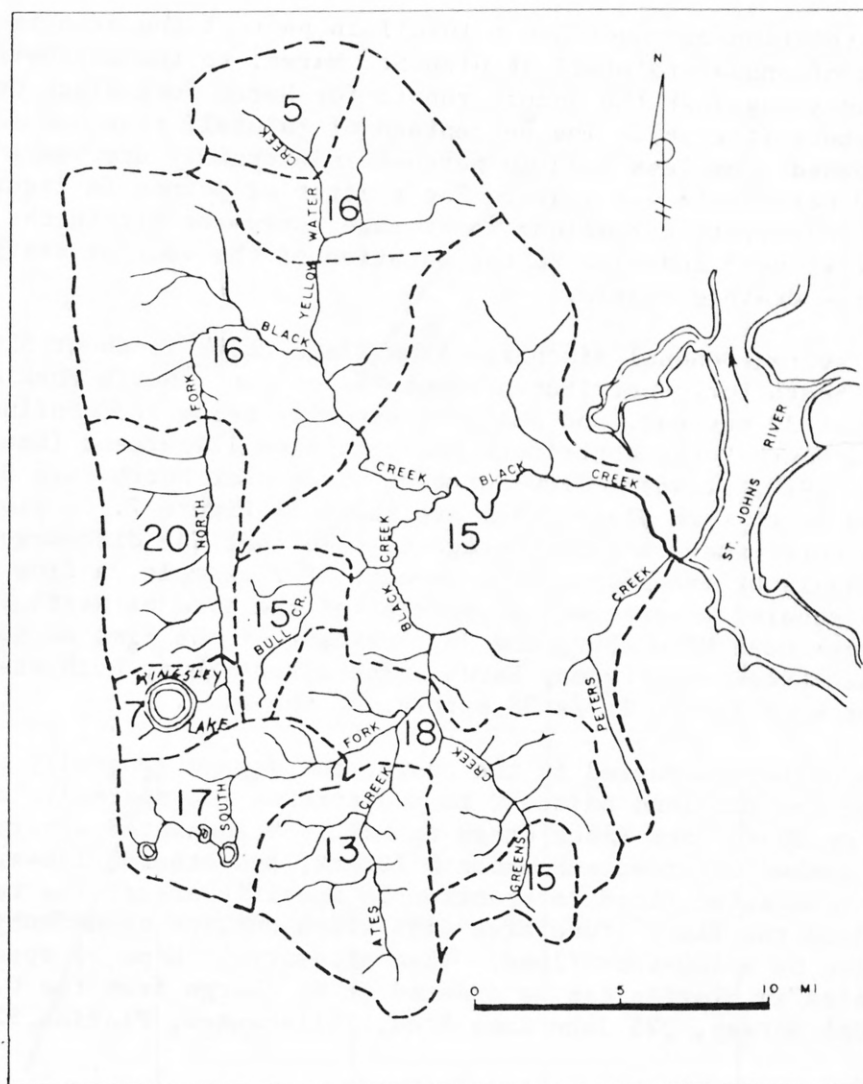 N
5
CREEK
16
YELLOW WATER
BLACK
16
FORK
CREEK
BLACK
CREEK
ST. JOHNS RIVER
NORTH
20
15
CREEK
BLACK
CREEK
15
BULL CR.
KINGSLEY
7
LAKE
PETERS
FORK
18
CREEK
17
SOUTH
CREEK
13
ATES
GREENS
15
0 5 10 MI